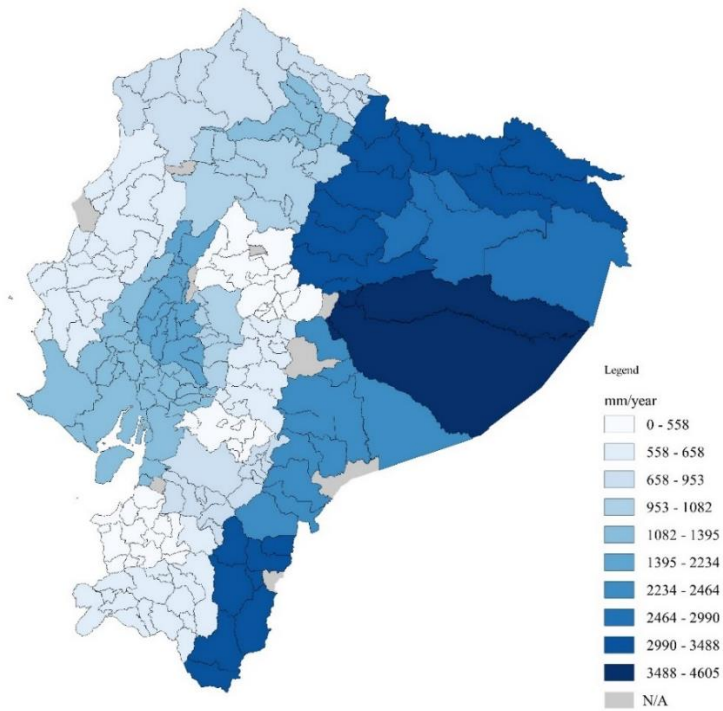 Legend
mm/year
0 - 558
558 - 658
658 - 953
953 - 1082
1082 - 1395
1395 - 2234
2234 - 2464
2464 - 2990
2990 - 3488
3488 - 4605
N/A